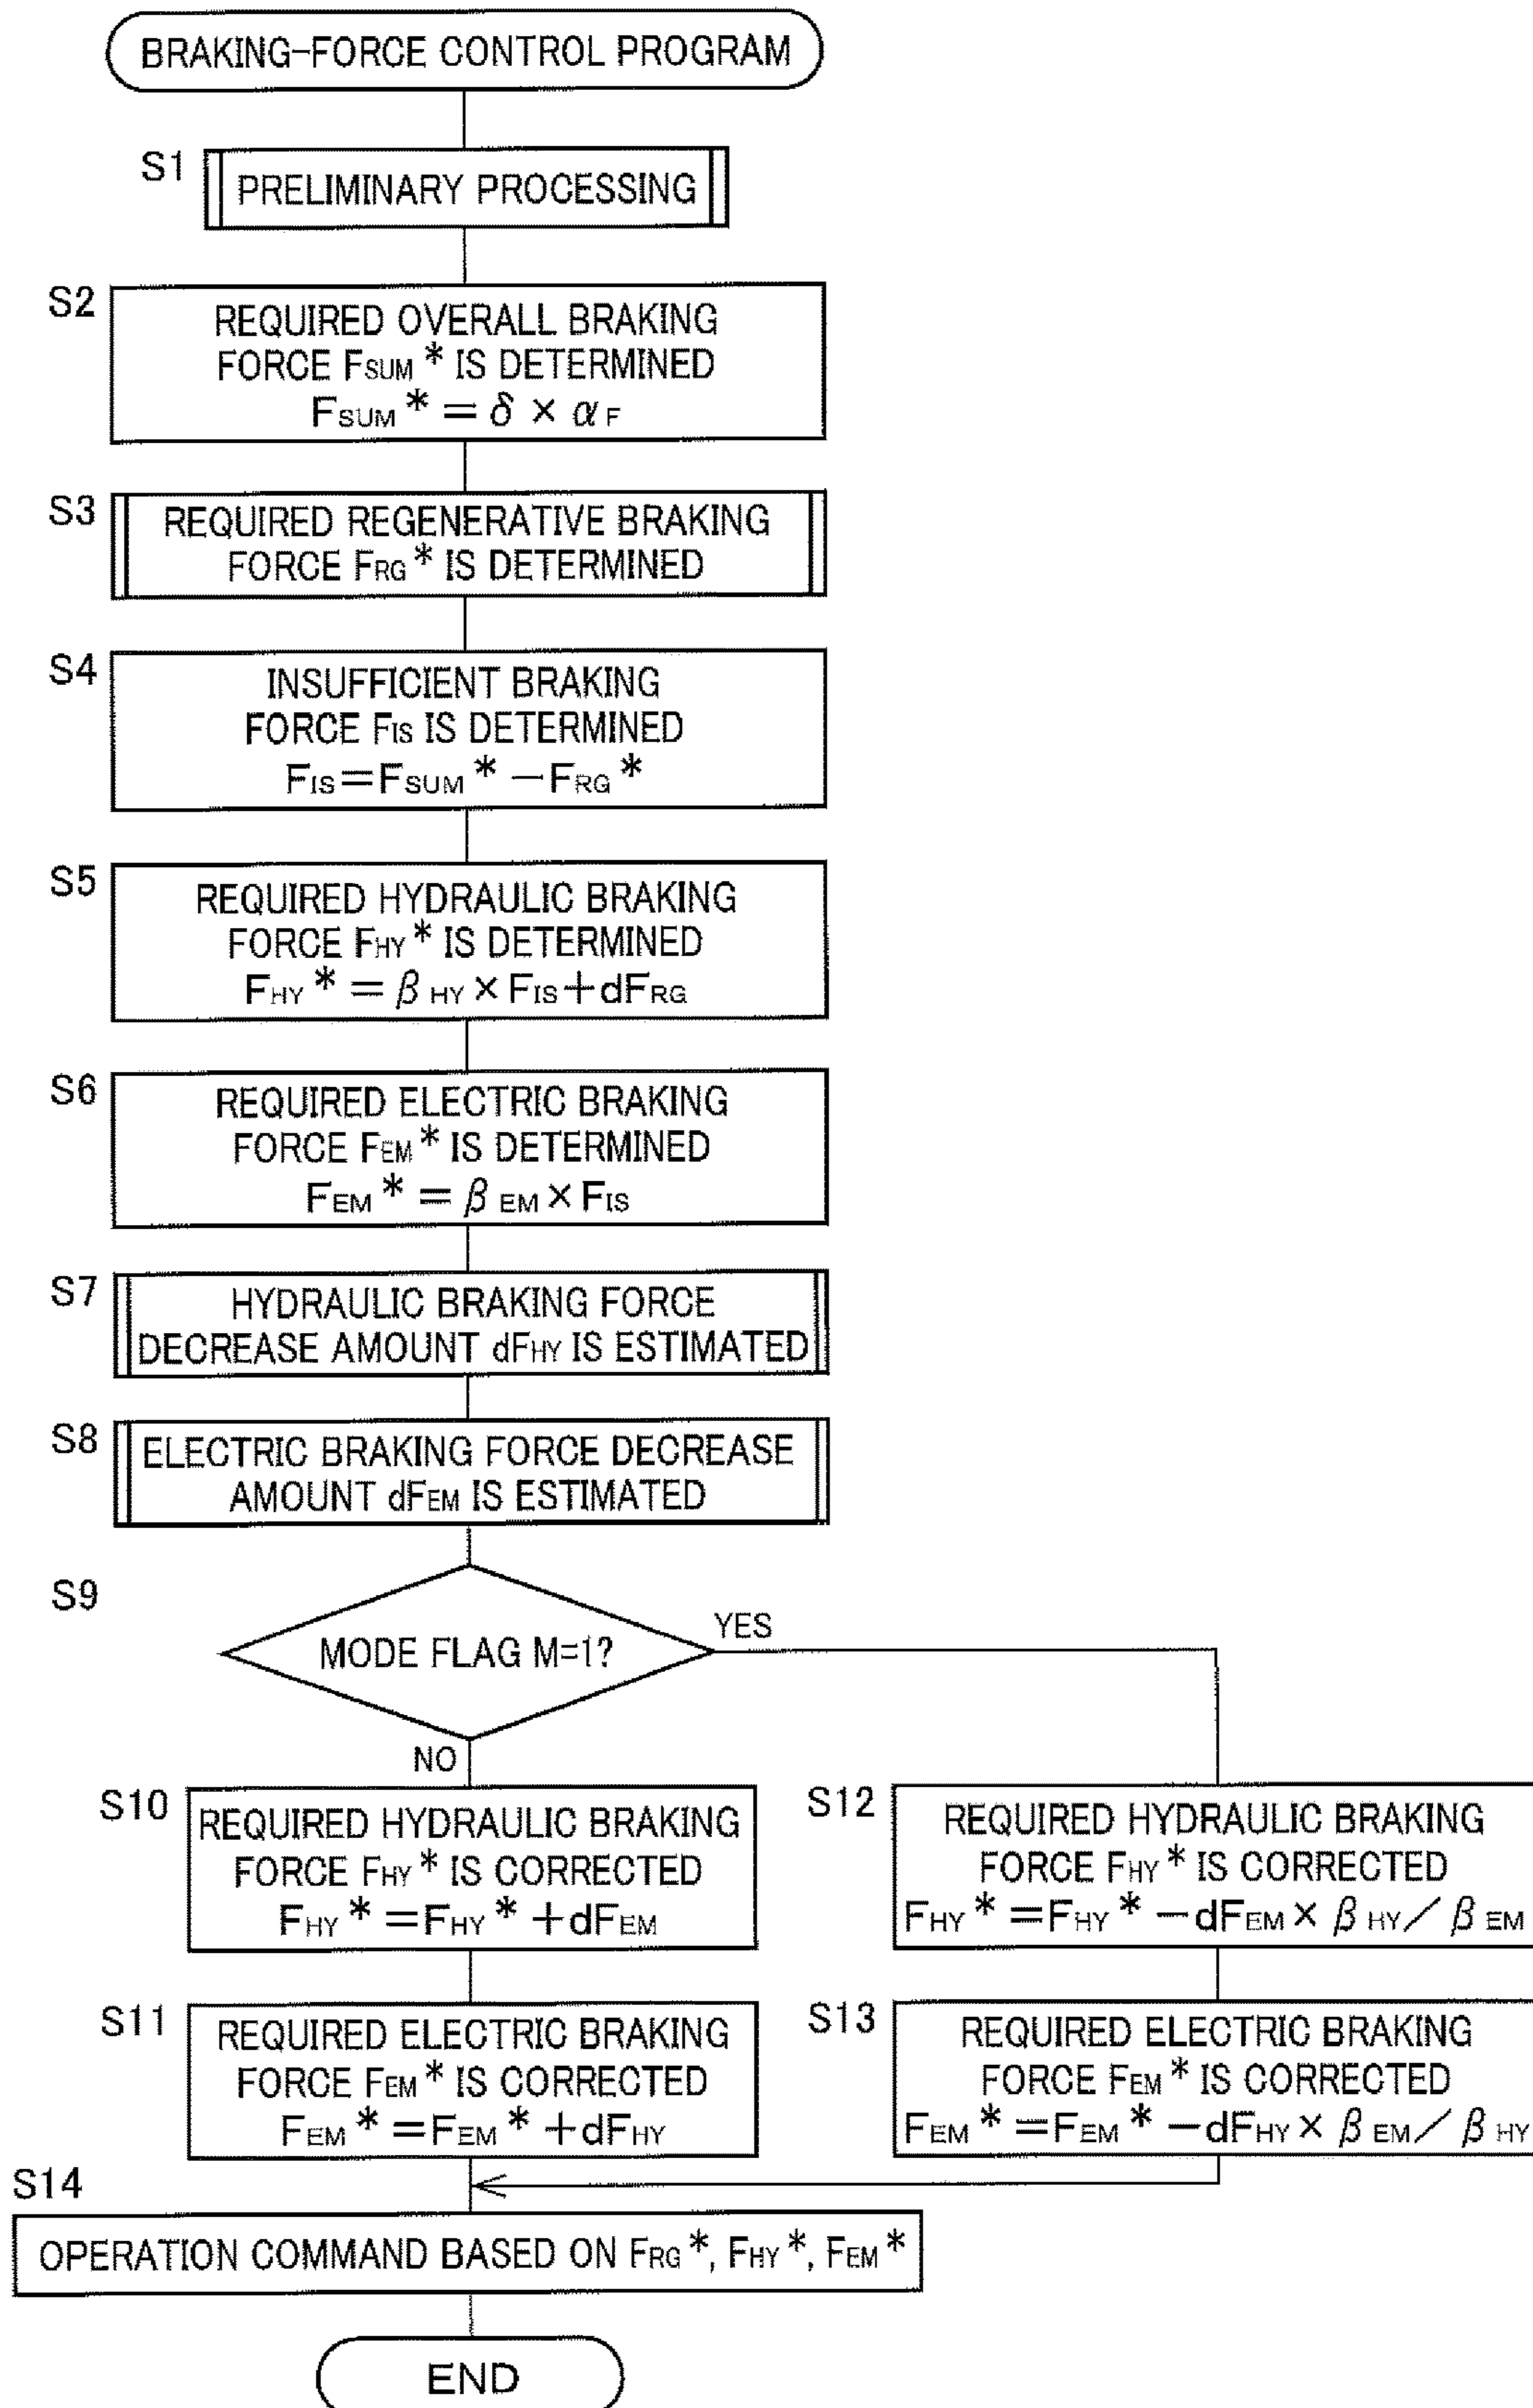 BRAKING-FORCE CONTROL PROGRAM
S1
PRELIMINARY PROCESSING
S2
REQUIRED OVERALL BRAKING
FORCE FSUM* IS DETERMINED
FSUM* = δ × αF
S3
REQUIRED REGENERATIVE BRAKING
FORCE FRG* IS DETERMINED
S4
INSUFFICIENT BRAKING
FORCE FIS IS DETERMINED
FIS=FSUM*-FRG*
S5
REQUIRED HYDRAULIC BRAKING
FORCE FHY* IS DETERMINED
FHY* = βHY × FIS+dFRG
S6
REQUIRED ELECTRIC BRAKING
FORCE FEM* IS DETERMINED
FEM* = βEM × FIS
S7
HYDRAULIC BRAKING FORCE
DECREASE AMOUNT dFHY IS ESTIMATED
S8
ELECTRIC BRAKING FORCE DECREASE
AMOUNT dFEM IS ESTIMATED
S9
MODE FLAG M=1?
YES
NO
S10
REQUIRED HYDRAULIC BRAKING
FORCE FHY* IS CORRECTED
FHY*=FHY*+dFEM
S11
REQUIRED ELECTRIC BRAKING
FORCE FEM* IS CORRECTED
FEM*=FEM*+dFHY
S12
REQUIRED HYDRAULIC BRAKING
FORCE FHY* IS CORRECTED
FHY*=FHY*-dFEM × βHY/βEM
S13
REQUIRED ELECTRIC BRAKING
FORCE FEM* IS CORRECTED
FEM*=FEM*-dFHY × βEM/βHY
S14
OPERATION COMMAND BASED ON FRG*, FHY*, FEM*
END